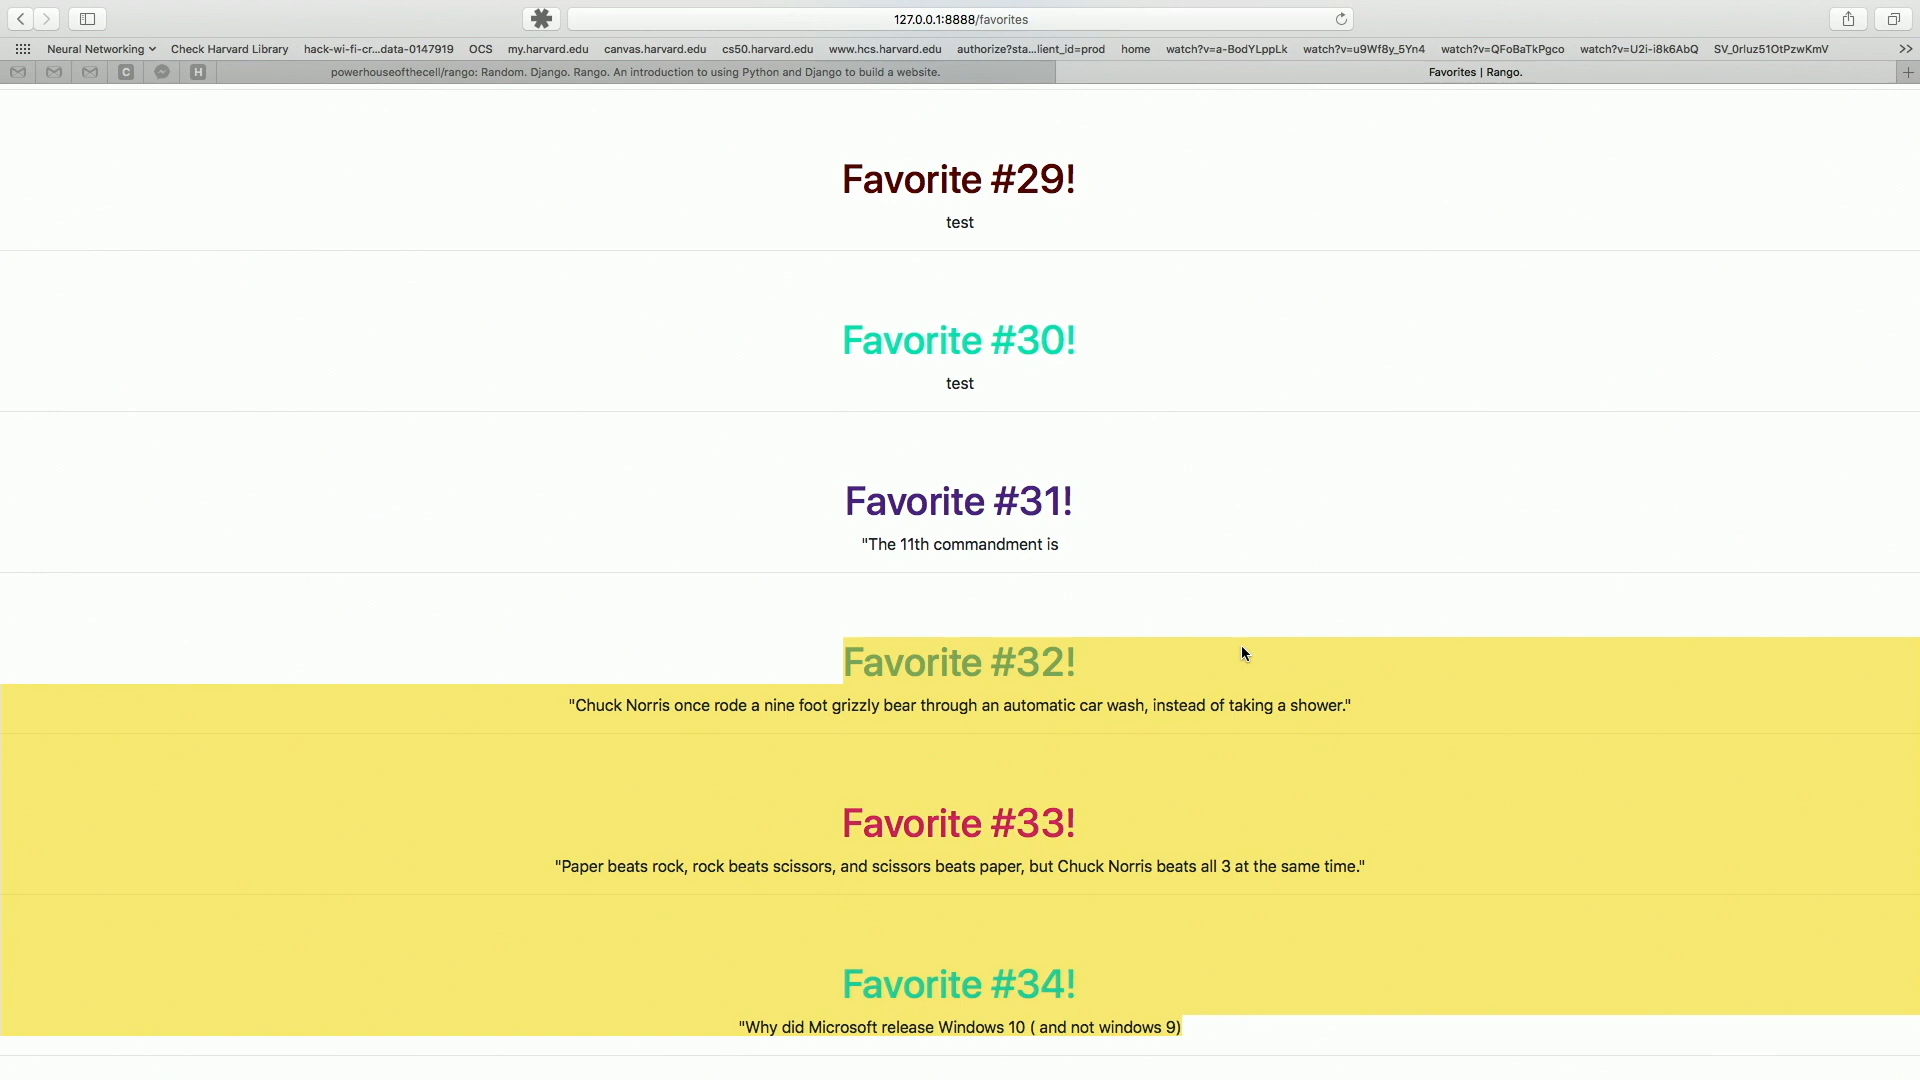 127.0.0.1:8888/favorites
Neural Networking Check Harvard Library hack-wi-fi-cr...data-0147919 OCS my.harvard.edu canvas.harvard.edu cs50.harvard.edu www.hcs.harvard.edu authorize?sta...lient_id=prod home watch?v=a-BodYLppLk watch?v=u9Wf8y_5Yn4 watch?v=QFoBaTkPgco watch?v=U2i-i8k6AbQ SV_0rluz51OtPzwKmV >>
C H powerhouseofthecell/rango: Random. Django. Rango. An introduction to using Python and Django to build a website. Favorites | Rango.
Favorite #29!
test
Favorite #30!
test
Favorite #31!
"The 11th commandment is
Favorite #32!
"Chuck Norris once rode a nine foot grizzly bear through an automatic car wash, instead of taking a shower."
Favorite #33!
"Paper beats rock, rock beats scissors, and scissors beats paper, but Chuck Norris beats all 3 at the same time."
Favorite #34!
"Why did Microsoft release Windows 10 ( and not windows 9)